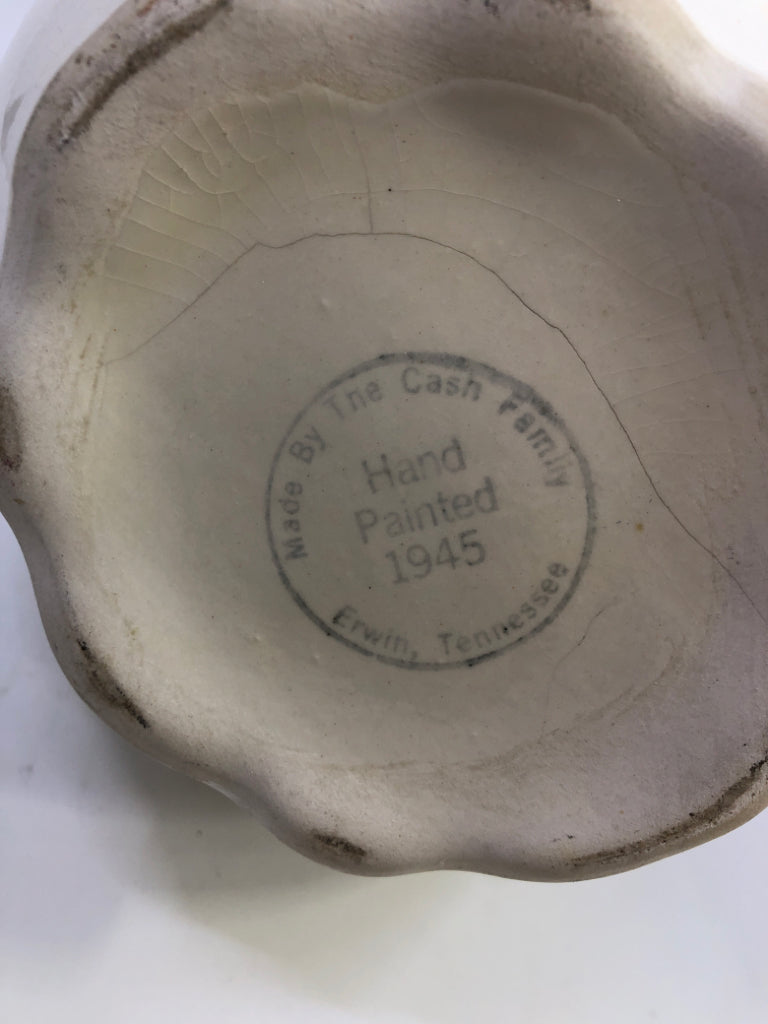 Made By The Cash Family
Hand
Painted
1945
Erwin, Tennessee